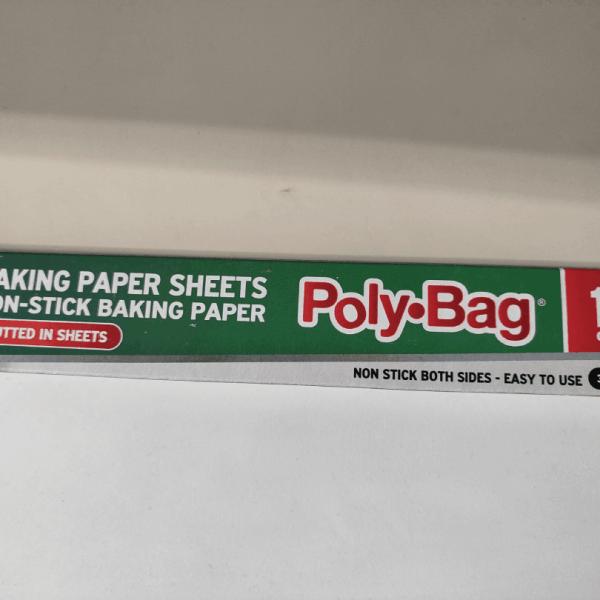 AKING PAPER SHEETS
ON-STICK BAKING PAPER
UTTED IN SHEETS
Poly•Bag®
NON STICK BOTH SIDES - EASY TO USE